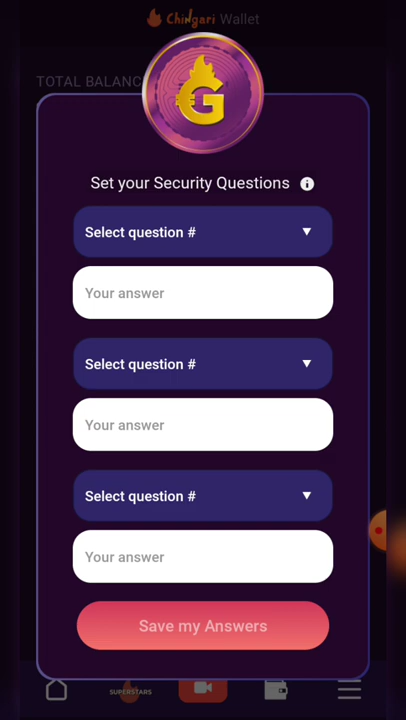 Chingari Wallet
TOTAL BALANC
Set your Security Questions
Select question #
Your answer
Select question #
Your answer
Select question #
Your answer
Save my Answers
SUPERSTARS